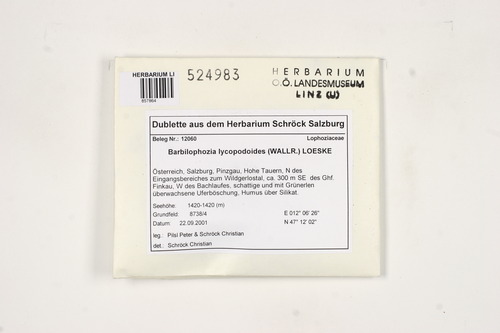 HERBARIUM LI
857864
524983
HERBARIUM
O.Ö. LANDESMUSEUM
LINZ (U)
Dublette aus dem Herbarium Schröck Salzburg
Beleg Nr.: 12060 Lophoziaceae
Barbilophozia lycopodoides (WALLR.) LOESKE
Österreich, Salzburg, Pinzgau, Hohe Tauern, N des
Eingangsbereiches zum Wildgerlostal, ca. 300 m SE des Ghf.
Finkau, W des Bachlaufes, schattige und mit Grünerlen
überwachsene Uferböschung, Humus über Silikat.
Seehöhe: 1420-1420 (m)
Grundfeld: 8738/4 E 012° 06' 26"
Datum: 22.09.2001 N 47° 12' 02"
leg.: Pilsl Peter & Schröck Christian
det.: Schröck Christian